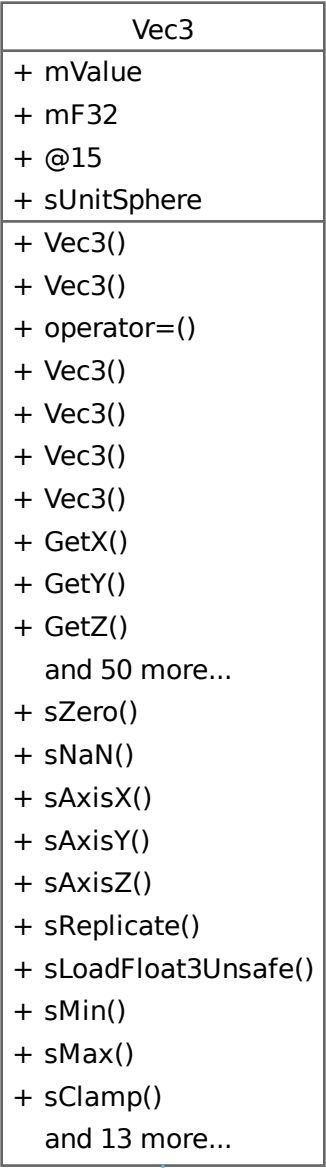 Vec3
+ mValue
+ mF32
+ @15
+ sUnitSphere
+ Vec3()
+ Vec3()
+ operator=()
+ Vec3()
+ Vec3()
+ Vec3()
+ Vec3()
+ GetX()
+ GetY()
+ GetZ()
and 50 more...
+ sZero()
+ sNaN()
+ sAxisX()
+ sAxisY()
+ sAxisZ()
+ sReplicate()
+ sLoadFloat3Unsafe()
+ sMin()
+ sMax()
+ sClamp()
and 13 more...